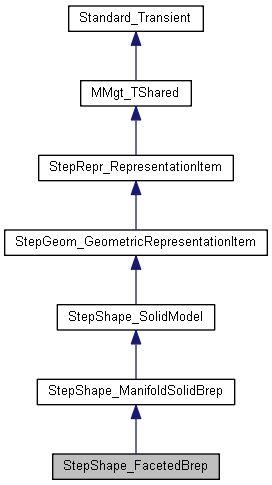 Standard_Transient
MMgt_TShared
StepRepr_RepresentationItem
StepGeom_GeometricRepresentationItem
StepShape_SolidModel
StepShape_ManifoldSolidBrep
StepShape_FacetedBrep